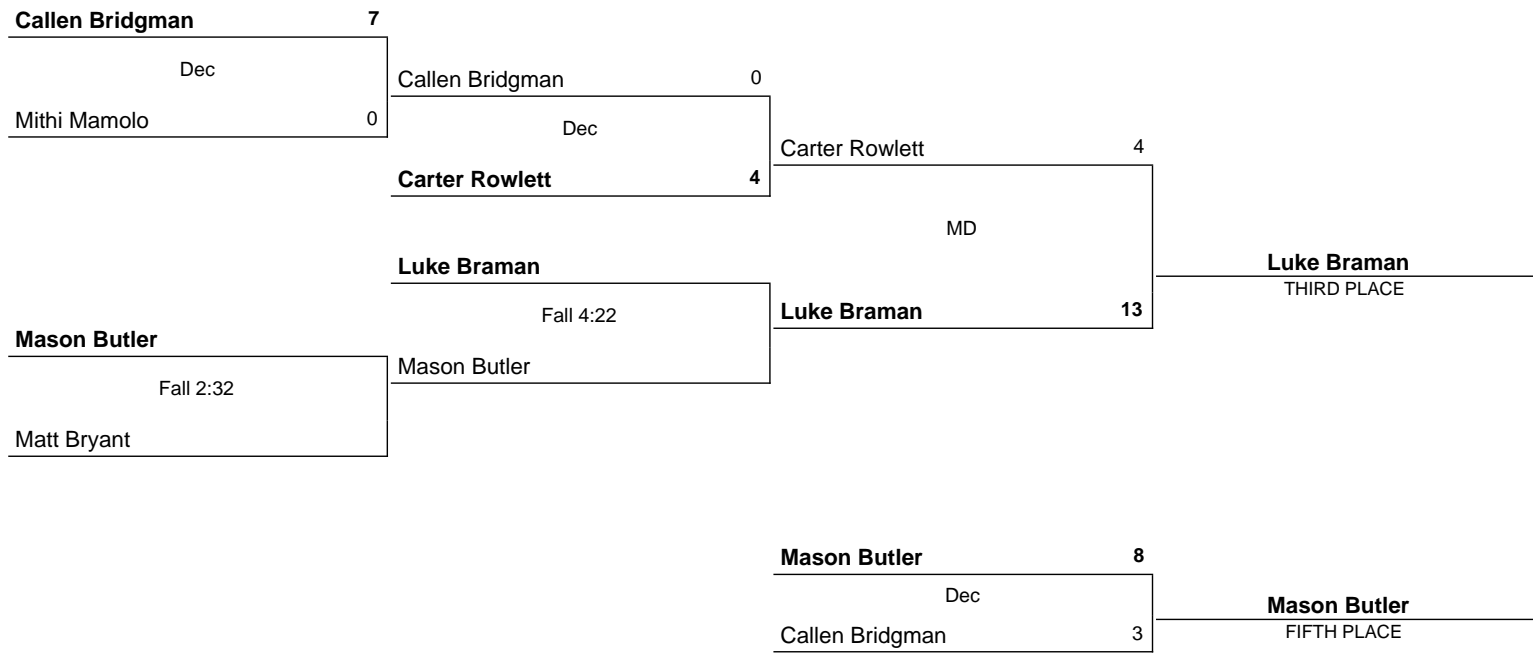 Callen Bridgman 7
Dec
Mithi Mamolo 0
Callen Bridgman 0
Dec
Carter Rowlett 4
Carter Rowlett 4
MD
Luke Braman 13
Luke Braman
THIRD PLACE
Luke Braman
Fall 4:22
Mason Butler
Mason Butler
Fall 2:32
Matt Bryant
Mason Butler 8
Dec
Callen Bridgman 3
Mason Butler
FIFTH PLACE